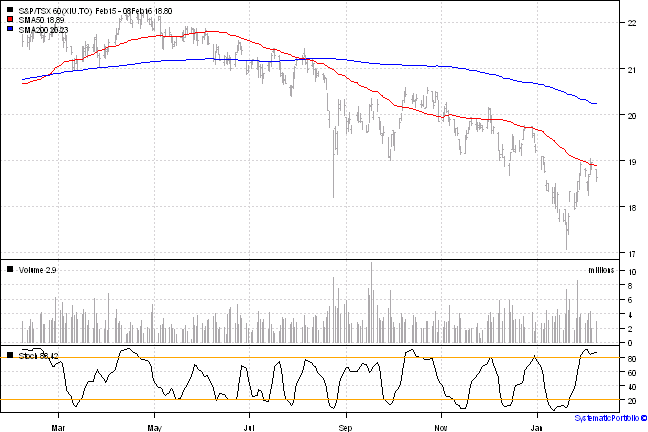 S&P/TSX 60(XIU.TO) Feb15 - 08Feb16 18.60
SMA50 18.89
SMA200 20.23
22
21
20
19
18
17
Volume 2.9
millions
10
8
6
4
2
0
Stoch 88.42
80
60
40
20
Mar May Jul Sep Nov Jan
SystematicPortfolio ©